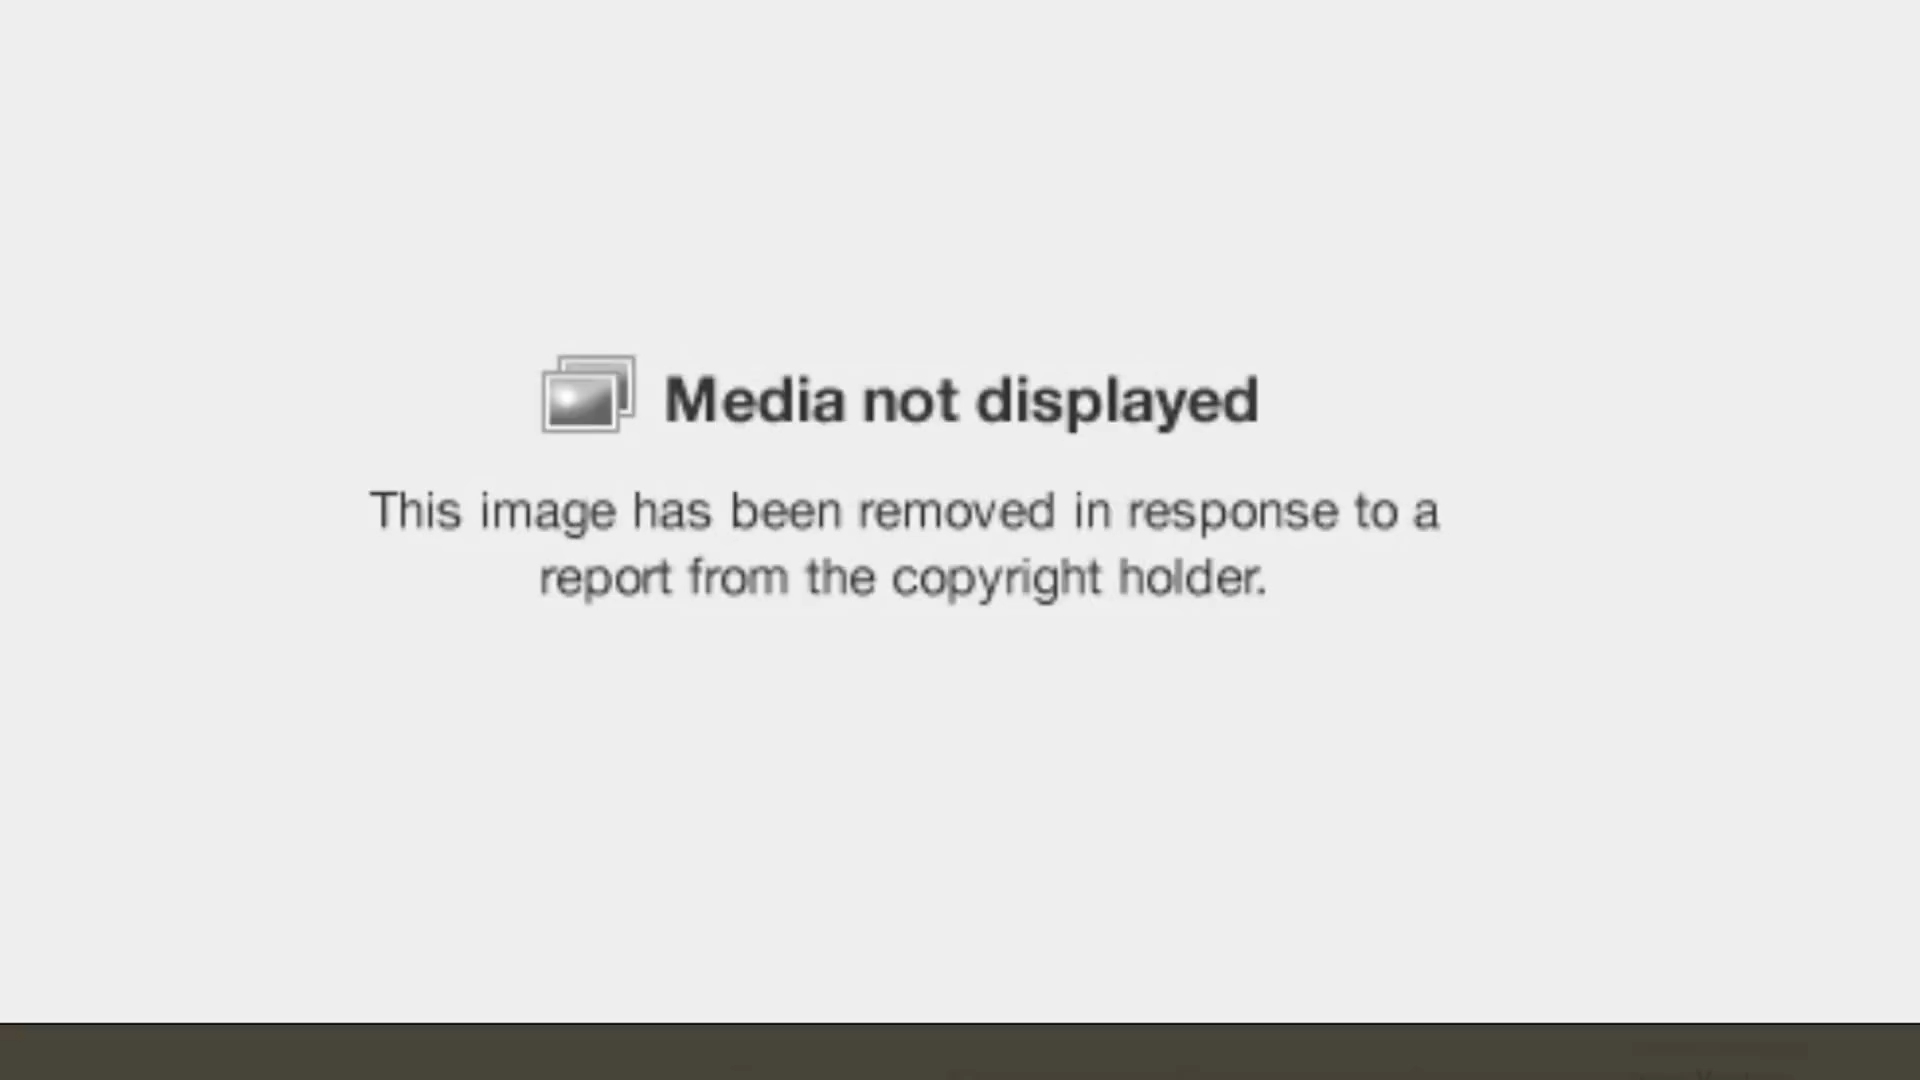 Media not displayed
This image has been removed in response to a
report from the copyright holder.